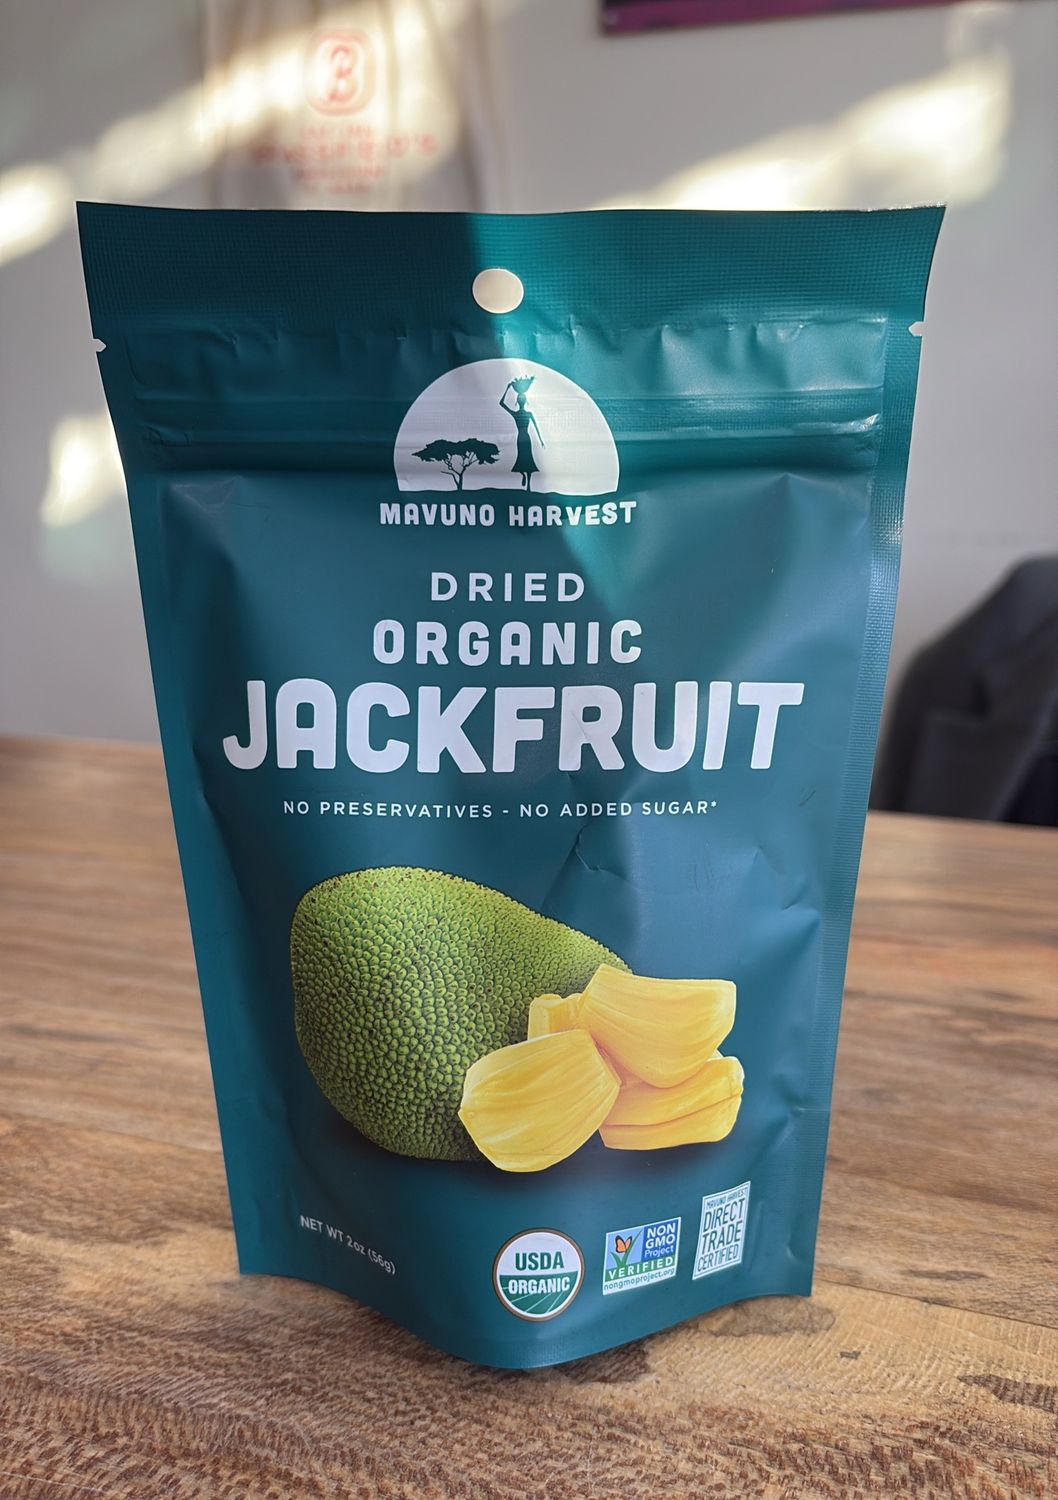 MAVUNO HARVEST
DRIED
ORGANIC
JACKFRUIT
NO PRESERVATIVES - NO ADDED SUGAR*
NET WT 2oz (56g)
USDA
ORGANIC
NON
GMO
Project
VERIFIED
nongmoproject.org
MAVUNO HARVEST
DIRECT
TRADE
CERTIFIED